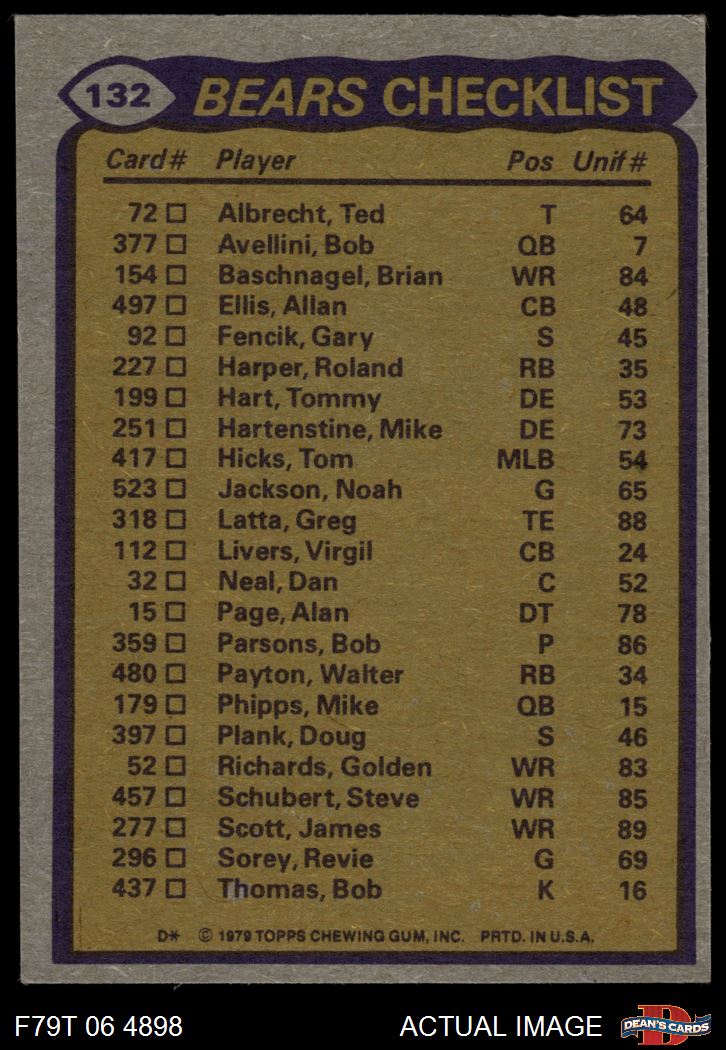 132 BEARS CHECKLIST
Card# Player Pos Unif#
72 Albrecht, Ted T 64
377 Avellini, Bob QB 7
154 Baschnagel, Brian WR 84
497 Ellis, Allan CB 48
92 Fencik, Gary S 45
227 Harper, Roland RB 35
199 Hart, Tommy DE 53
251 Hartenstine, Mike DE 73
417 Hicks, Tom MLB 54
523 Jackson, Noah G 65
318 Latta, Greg TE 88
112 Livers, Virgil CB 24
32 Neal, Dan C 52
15 Page, Alan DT 78
359 Parsons, Bob P 86
480 Payton, Walter RB 34
179 Phipps, Mike QB 15
397 Plank, Doug S 46
52 Richards, Golden WR 83
457 Schubert, Steve WR 85
277 Scott, James WR 89
296 Sorey, Revie G 69
437 Thomas, Bob K 16
D* © 1979 TOPPS CHEWING GUM, INC. PRTD. IN U.S.A.
F79T 06 4898 ACTUAL IMAGE D DEAN'S CARDS